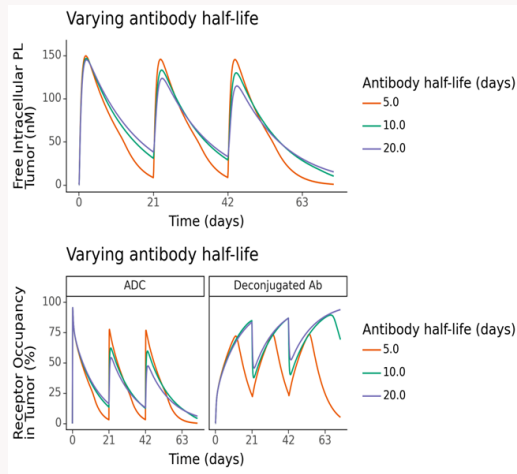 Varying antibody half-life
Free Intracellular PL
Tumor (nM)
150
100
50
0
0 21 42 63
Time (days)
Antibody half-life (days)
5.0
10.0
20.0
Varying antibody half-life
ADC Deconjugated Ab
Receptor Occupancy
in Tumor (%)
100
75
50
25
0
0 21 42 63 0 21 42 63
Time (days)
Antibody half-life (days)
5.0
10.0
20.0